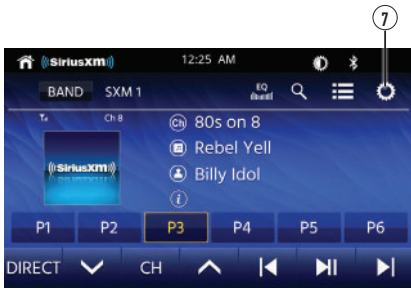 7
((SiriusXM)) 12:25 AM
BAND SXM 1 EQ
Ch 8
Ch 80s on 8
Rebel Yell
((SiriusXM))
Billy Idol
i
P1 P2 P3 P4 P5 P6
DIRECT CH